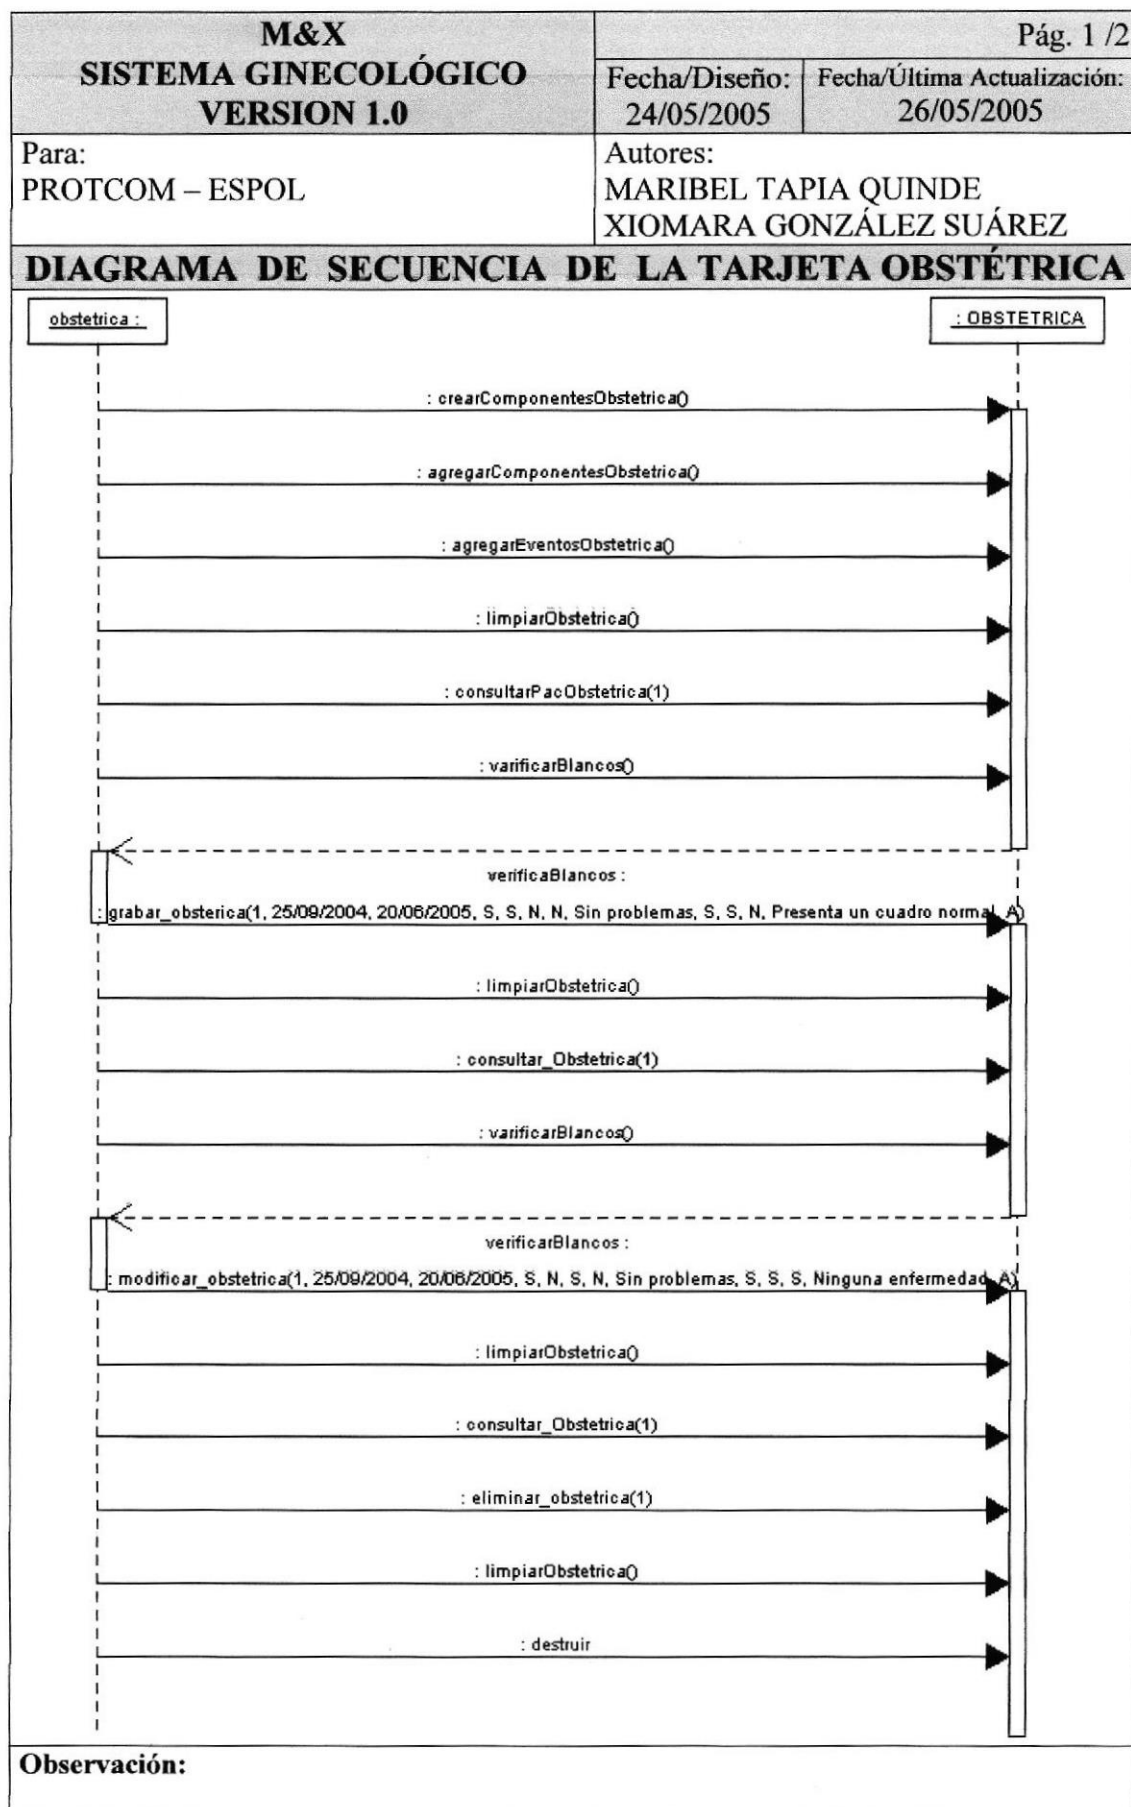 M&X
SISTEMA GINECOLÓGICO
VERSION 1.0
Pág. 1 /2
Fecha/Diseño:
24/05/2005
Fecha/Última Actualización:
26/05/2005
Para:
PROTCOM – ESPOL
Autores:
MARIBEL TAPIA QUINDE
XIOMARA GONZÁLEZ SUÁREZ
DIAGRAMA DE SECUENCIA DE LA TARJETA OBSTÉTRICA
obstetrica :
: OBSTETRICA
: crearComponentesObstetrica()
: agregarComponentesObstetrica()
: agregarEventosObstetrica()
: limpiarObstetrica()
: consultarPacObstetrica(1)
: varificarBlancos()
verificaBlancos :
: grabar_obsterica(1, 25/09/2004, 20/06/2005, S, S, N, N, Sin problemas, S, S, N, Presenta un cuadro normal, A)
: limpiarObstetrica()
: consultar_Obstetrica(1)
: varificarBlancos()
verificarBlancos :
: modificar_obstetrica(1, 25/09/2004, 20/06/2005, S, N, S, N, Sin problemas, S, S, S, Ninguna enfermedad, A)
: limpiarObstetrica()
: consultar_Obstetrica(1)
: eliminar_obstetrica(1)
: limpiarObstetrica()
: destruir
Observación: